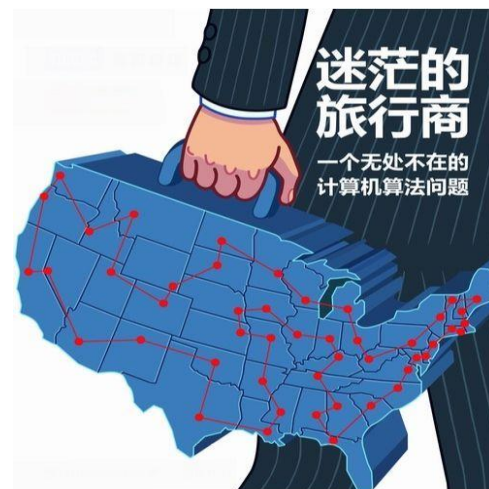 迷茫的
旅行商
一个无处不在的
计算机算法问题